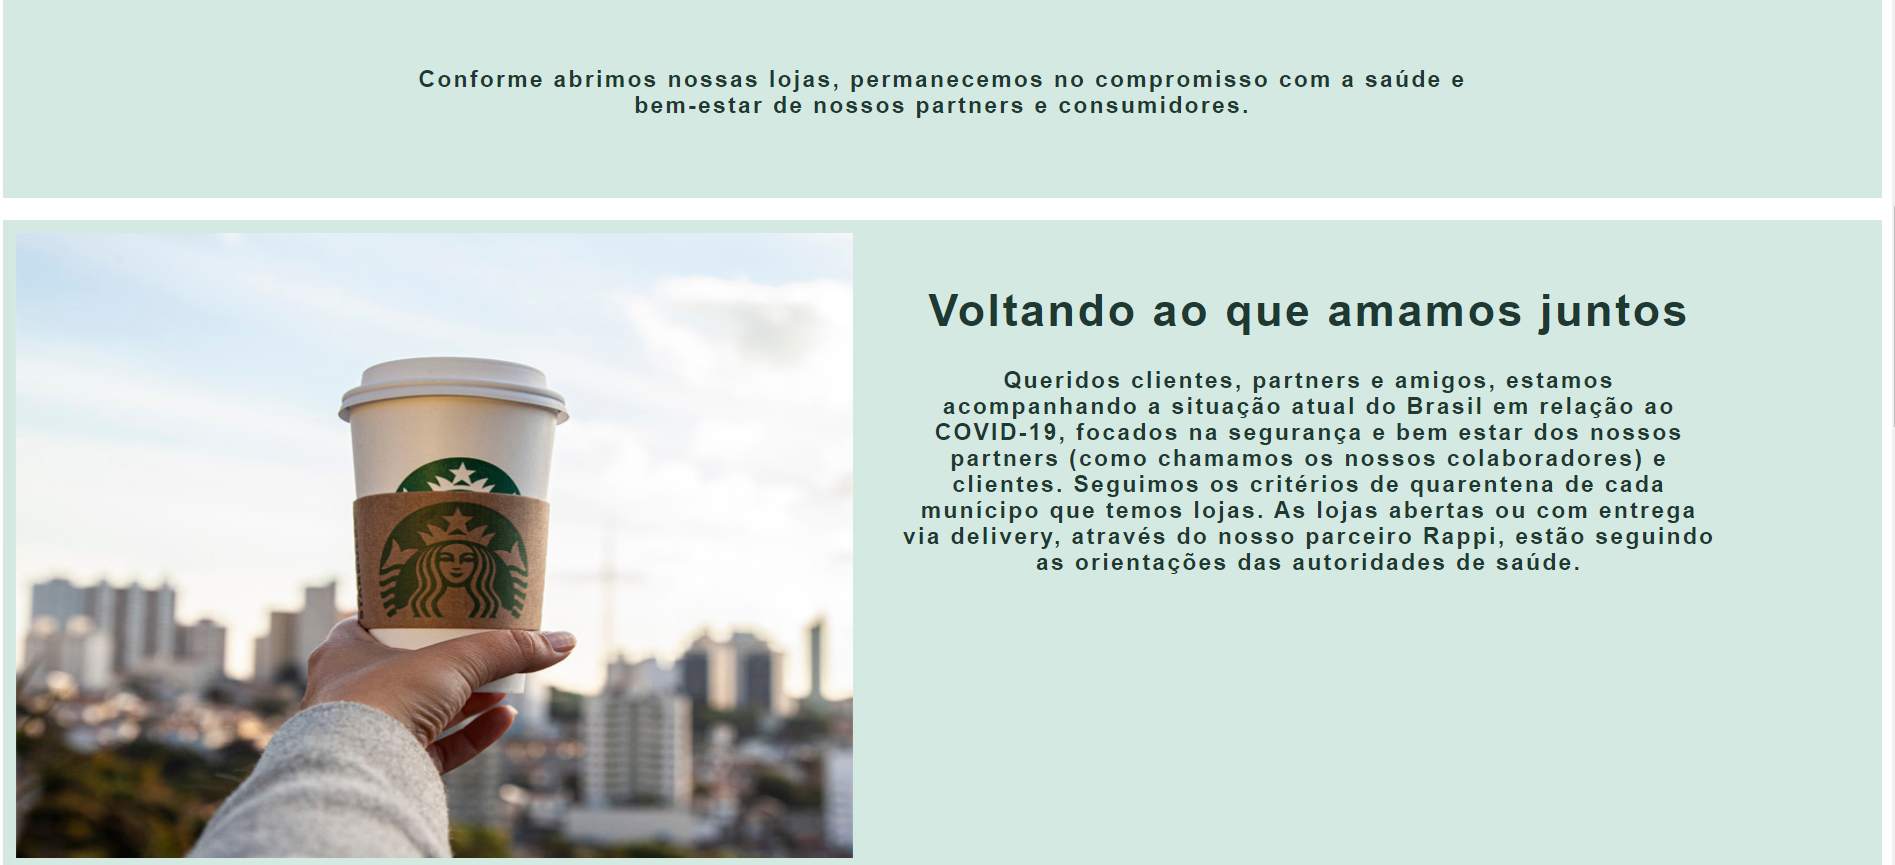 Conforme abrimos nossas lojas, permanecemos no compromisso com a saúde e
bem-estar de nossos partners e consumidores.
Voltando ao que amamos juntos
Queridos clientes, partners e amigos, estamos
acompanhando a situação atual do Brasil em relação ao
COVID-19, focados na segurança e bem estar dos nossos
partners (como chamamos os nossos colaboradores) e
clientes. Seguimos os critérios de quarentena de cada
munícipo que temos lojas. As lojas abertas ou com entrega
via delivery, através do nosso parceiro Rappi, estão seguindo
as orientações das autoridades de saúde.